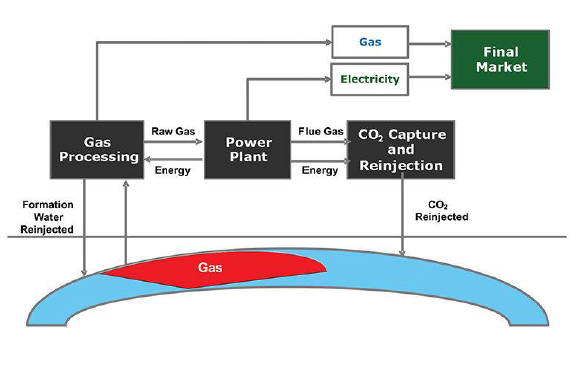 Gas
Electricity
Final
Market
Gas
Processing
Raw Gas
Energy
Power
Plant
Flue Gas
Energy
CO₂ Capture
and
Reinjection
Formation
Water
Reinjected
CO₂
Reinjected
Gas